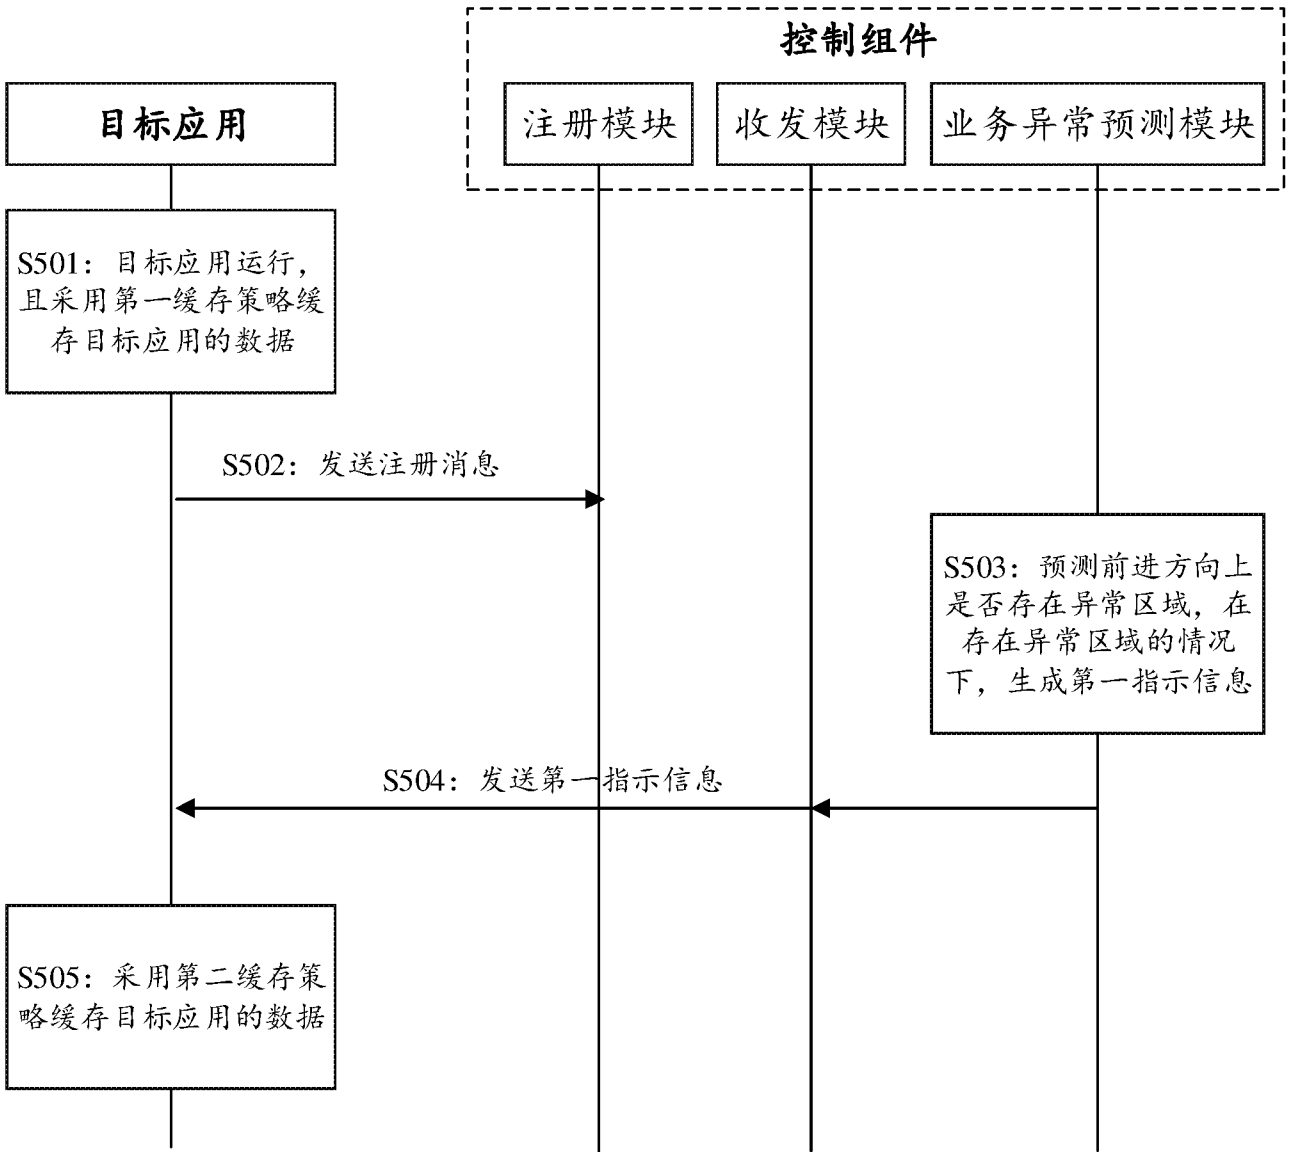 控制组件
目标应用
注册模块
收发模块
业务异常预测模块
S501：目标应用运行，
且采用第一缓存策略缓
存目标应用的数据
S502：发送注册消息
S503：预测前进方向上
是否存在异常区域，在
存在异常区域的情况
下，生成第一指示信息
S504：发送第一指示信息
S505：采用第二缓存策
略缓存目标应用的数据